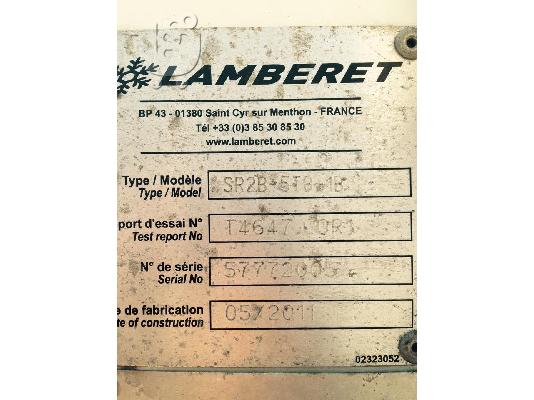 LAMBERET
BP 43 - 01380 Saint Cyr sur Menthon - FRANCE
Tél +33 (0)3 85 30 85 30
www.lamberet.com
Type / Modèle
Type / Model
port d'essai N°
Test report No
T4647
N° de série
Serial No
e de fabrication
te of construction
05/2011
02323052